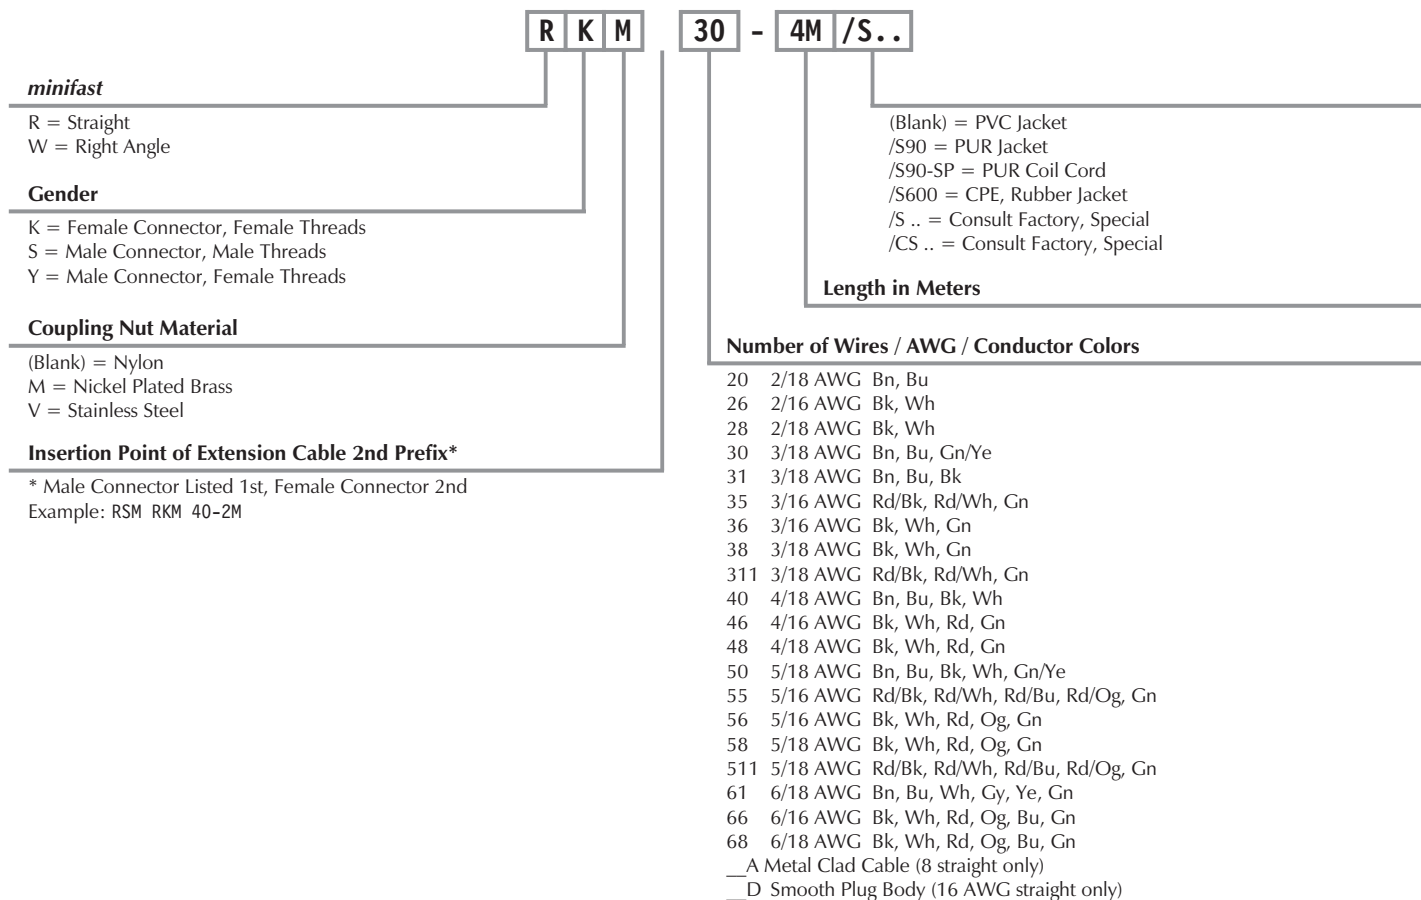 R K M 30 - 4M /S..
minifast
R = Straight
W = Right Angle
Gender
K = Female Connector, Female Threads
S = Male Connector, Male Threads
Y = Male Connector, Female Threads
Coupling Nut Material
(Blank) = Nylon
M = Nickel Plated Brass
V = Stainless Steel
Insertion Point of Extension Cable 2nd Prefix*
* Male Connector Listed 1st, Female Connector 2nd
Example: RSM RKM 40-2M
(Blank) = PVC Jacket
/S90 = PUR Jacket
/S90-SP = PUR Coil Cord
/S600 = CPE, Rubber Jacket
/S .. = Consult Factory, Special
/CS .. = Consult Factory, Special
Length in Meters
Number of Wires / AWG / Conductor Colors
20 2/18 AWG Bn, Bu
26 2/16 AWG Bk, Wh
28 2/18 AWG Bk, Wh
30 3/18 AWG Bn, Bu, Gn/Ye
31 3/18 AWG Bn, Bu, Bk
35 3/16 AWG Rd/Bk, Rd/Wh, Gn
36 3/16 AWG Bk, Wh, Gn
38 3/18 AWG Bk, Wh, Gn
311 3/18 AWG Rd/Bk, Rd/Wh, Gn
40 4/18 AWG Bn, Bu, Bk, Wh
46 4/16 AWG Bk, Wh, Rd, Gn
48 4/18 AWG Bk, Wh, Rd, Gn
50 5/18 AWG Bn, Bu, Bk, Wh, Gn/Ye
55 5/16 AWG Rd/Bk, Rd/Wh, Rd/Bu, Rd/Og, Gn
56 5/16 AWG Bk, Wh, Rd, Og, Gn
58 5/18 AWG Bk, Wh, Rd, Og, Gn
511 5/18 AWG Rd/Bk, Rd/Wh, Rd/Bu, Rd/Og, Gn
61 6/18 AWG Bn, Bu, Wh, Gy, Ye, Gn
66 6/16 AWG Bk, Wh, Rd, Og, Bu, Gn
68 6/18 AWG Bk, Wh, Rd, Og, Bu, Gn
__A Metal Clad Cable (8 straight only)
__D Smooth Plug Body (16 AWG straight only)